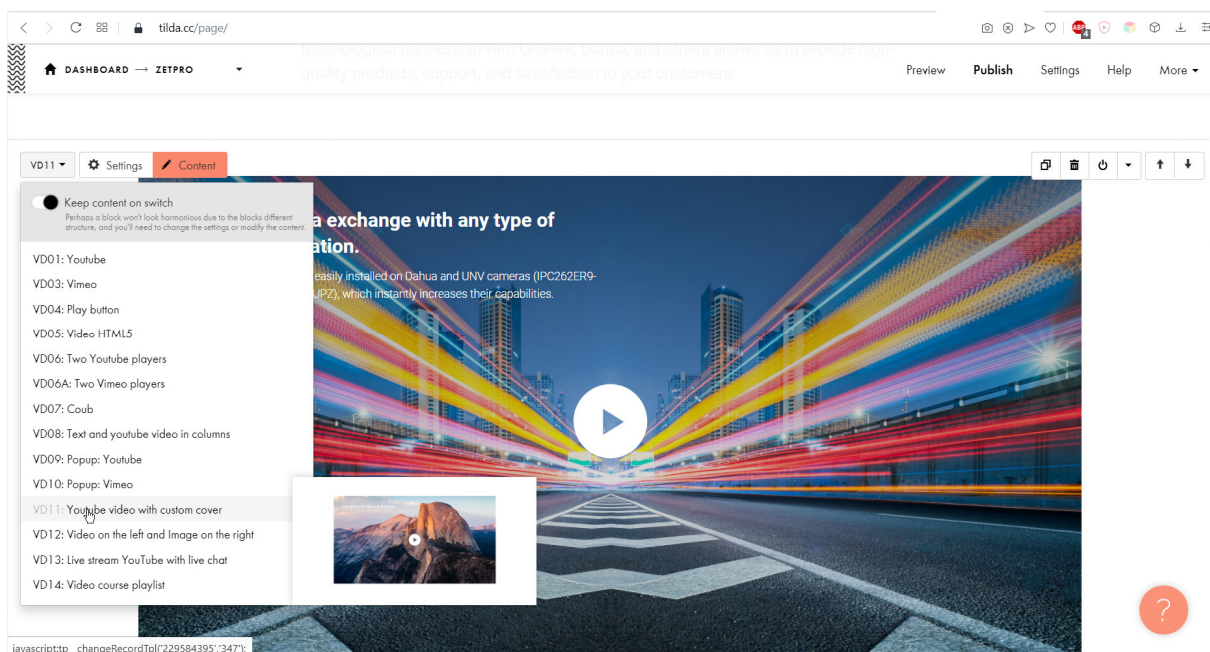 tilda.cc/page/
4
technological partnership with Uniview, Dahua, and others allows us to provide high-
quality products, support, and satisfaction to your customers.
DASHBOARD → ZETPRO
Preview Publish Settings Help More
VD11 Settings Content
Keep content on switch
Perhaps a block won't look harmonious due to the blocks different
structure, and you'll need to change the settings or modify the content.
a exchange with any type of
ation.
easily installed on Dahua and UNV cameras (IPC262ER9-
UPZ), which instantly increases their capabilities.
VD01: Youtube
VD03: Vimeo
VD04: Play button
VD05: Video HTML5
VD06: Two Youtube players
VD06A: Two Vimeo players
VD07: Coub
VD08: Text and youtube video in columns
VD09: Popup: Youtube
VD10: Popup: Vimeo
VD11: Youtube video with custom cover
VD12: Video on the left and Image on the right
VD13: Live stream YouTube with live chat
VD14: Video course playlist
?
javascript:tp__changeRecordTpl('229584395','347');